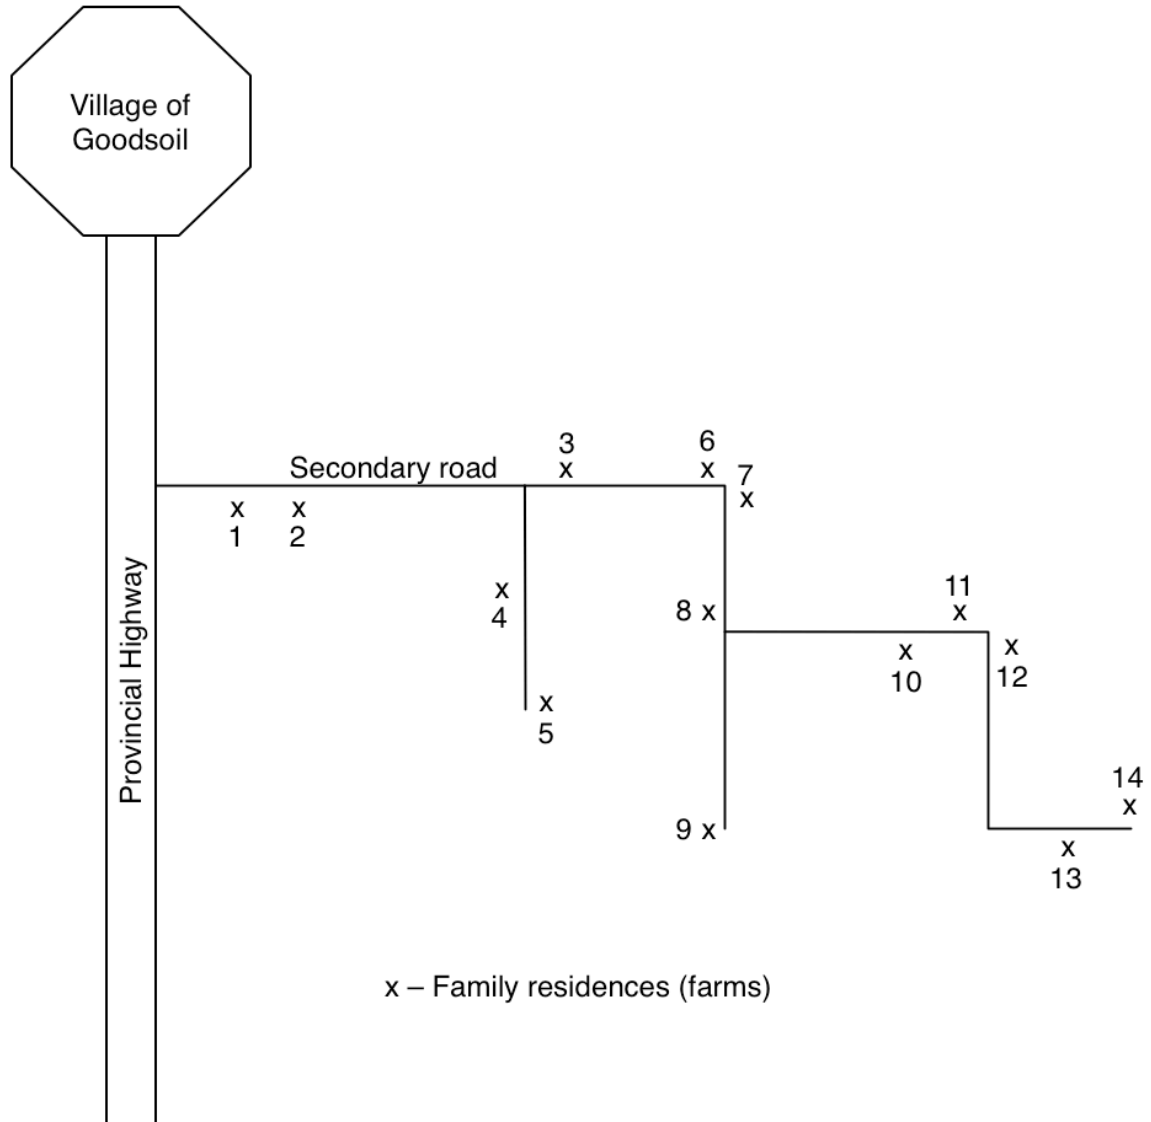 Village of
Goodsoil
Secondary road
Provincial Highway
x
1
x
2
3
x
x
4
x
5
6
x
7
x
8 x
9 x
x
10
11
x
x
12
x
13
14
x
x – Family residences (farms)